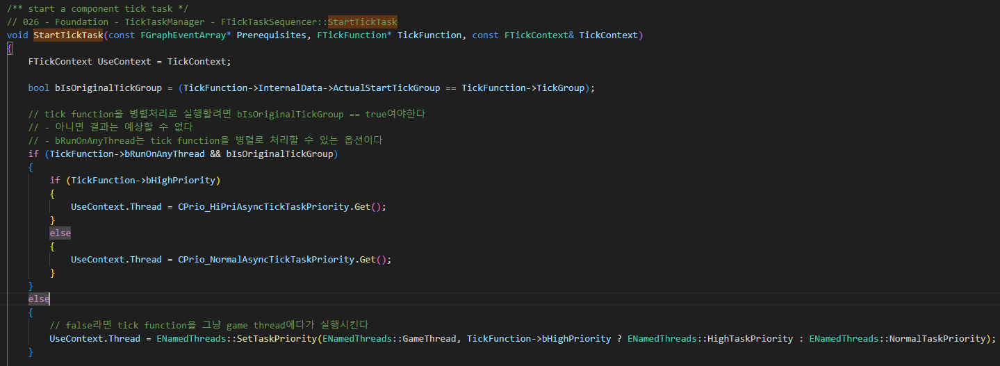 /** start a component tick task */
// 026 - Foundation - TickTaskManager - FTickTaskSequencer::StartTickTask
void StartTickTask(const FGraphEventArray* Prerequisites, FTickFunction* TickFunction, const FTickContext& TickContext)
{
FTickContext UseContext = TickContext;
bool bIsOriginalTickGroup = (TickFunction->InternalData->ActualStartTickGroup == TickFunction->TickGroup);
// tick function을 병렬처리로 실행할려면 bIsOriginalTickGroup == true여야한다
// - 아니면 결과는 예상할 수 없다
// - bRunOnAnyThread는 tick function을 병렬로 처리할 수 있는 옵션이다
if (TickFunction->bRunOnAnyThread && bIsOriginalTickGroup)
{
if (TickFunction->bHighPriority)
{
UseContext.Thread = CPrio_HiPriAsyncTickTaskPriority.Get();
}
else
{
UseContext.Thread = CPrio_NormalAsyncTickTaskPriority.Get();
}
}
else
{
// false라면 tick function을 그냥 game thread에다가 실행시킨다
UseContext.Thread = ENamedThreads::SetTaskPriority(ENamedThreads::GameThread, TickFunction->bHighPriority ? ENamedThreads::HighTaskPriority : ENamedThreads::NormalTaskPriority);
}